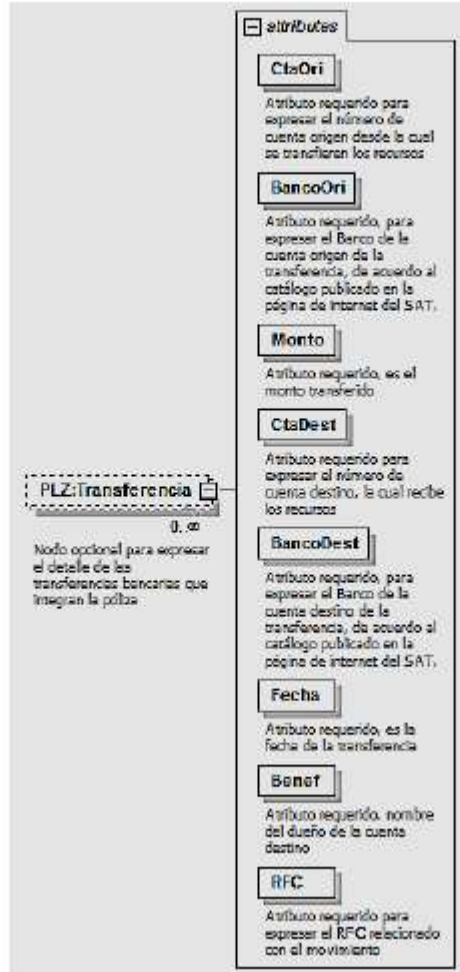 attributes
CtaOri
Atributo requerido para
expresar el número de
cuenta origen desde la cual
se transfieren los recursos
BancoOri
Atributo requerido, para
expresar el Banco de la
cuenta origen de la
transferencia, de acuerdo al
catálogo publicado en la
página de internet del SAT.
Monto
Atributo requerido, es el
monto transferido
CtaDest
Atributo requerido para
expresar el número de
cuenta destino, la cual recibe
los recursos
PLZ:Transferencia
0..∞
Nodo opcional para expresar
el detalle de las
transferencias bancarias que
integran la póliza
BancoDest
Atributo requerido, para
expresar el Banco de la
cuenta destino de la
transferencia, de acuerdo al
catálogo publicado en la
página de internet del SAT.
Fecha
Atributo requerido, es la
fecha de la transferencia
Benef
Atributo requerido, nombre
del dueño de la cuenta
destino
RFC
Atributo requerido para
expresar el RFC relacionado
con el movimiento